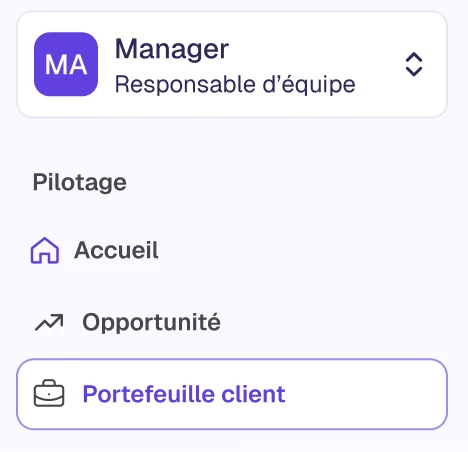 MA
Manager
Responsable d’équipe
Pilotage
Accueil
Opportunité
Portefeuille client